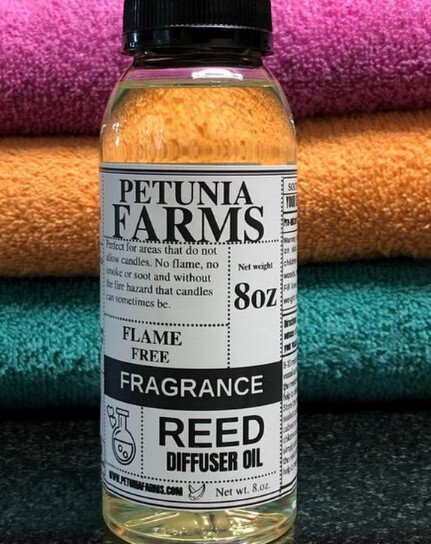 PETUNIA
FARMS
Perfect for areas that do not
allow candles. No flame, no
smoke or soot and without
the fire hazard that candles
can sometimes be.
Net weight
8oz
FLAME
FREE
FRAGRANCE
REED
DIFFUSER OIL
WWW.PETUNIAFARMS.COM
Net wt. 8.oz.